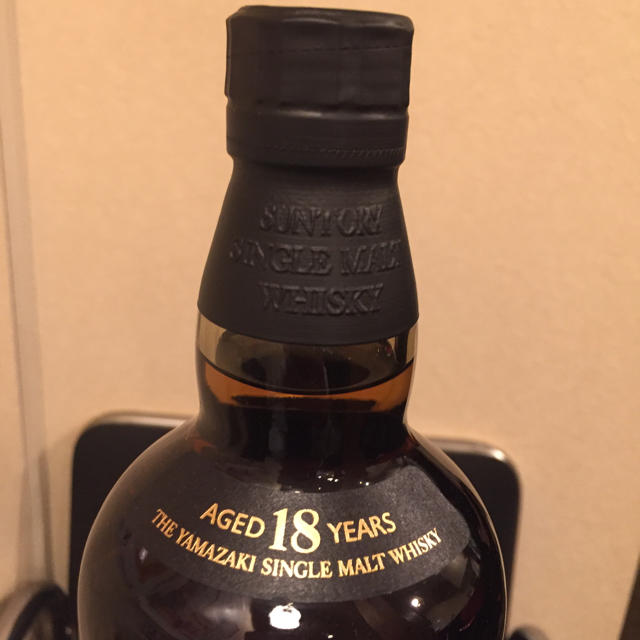 SUNTORY
SINGLE MALT
WHISKY
AGED 18 YEARS
THE YAMAZAKI SINGLE MALT WHISKY